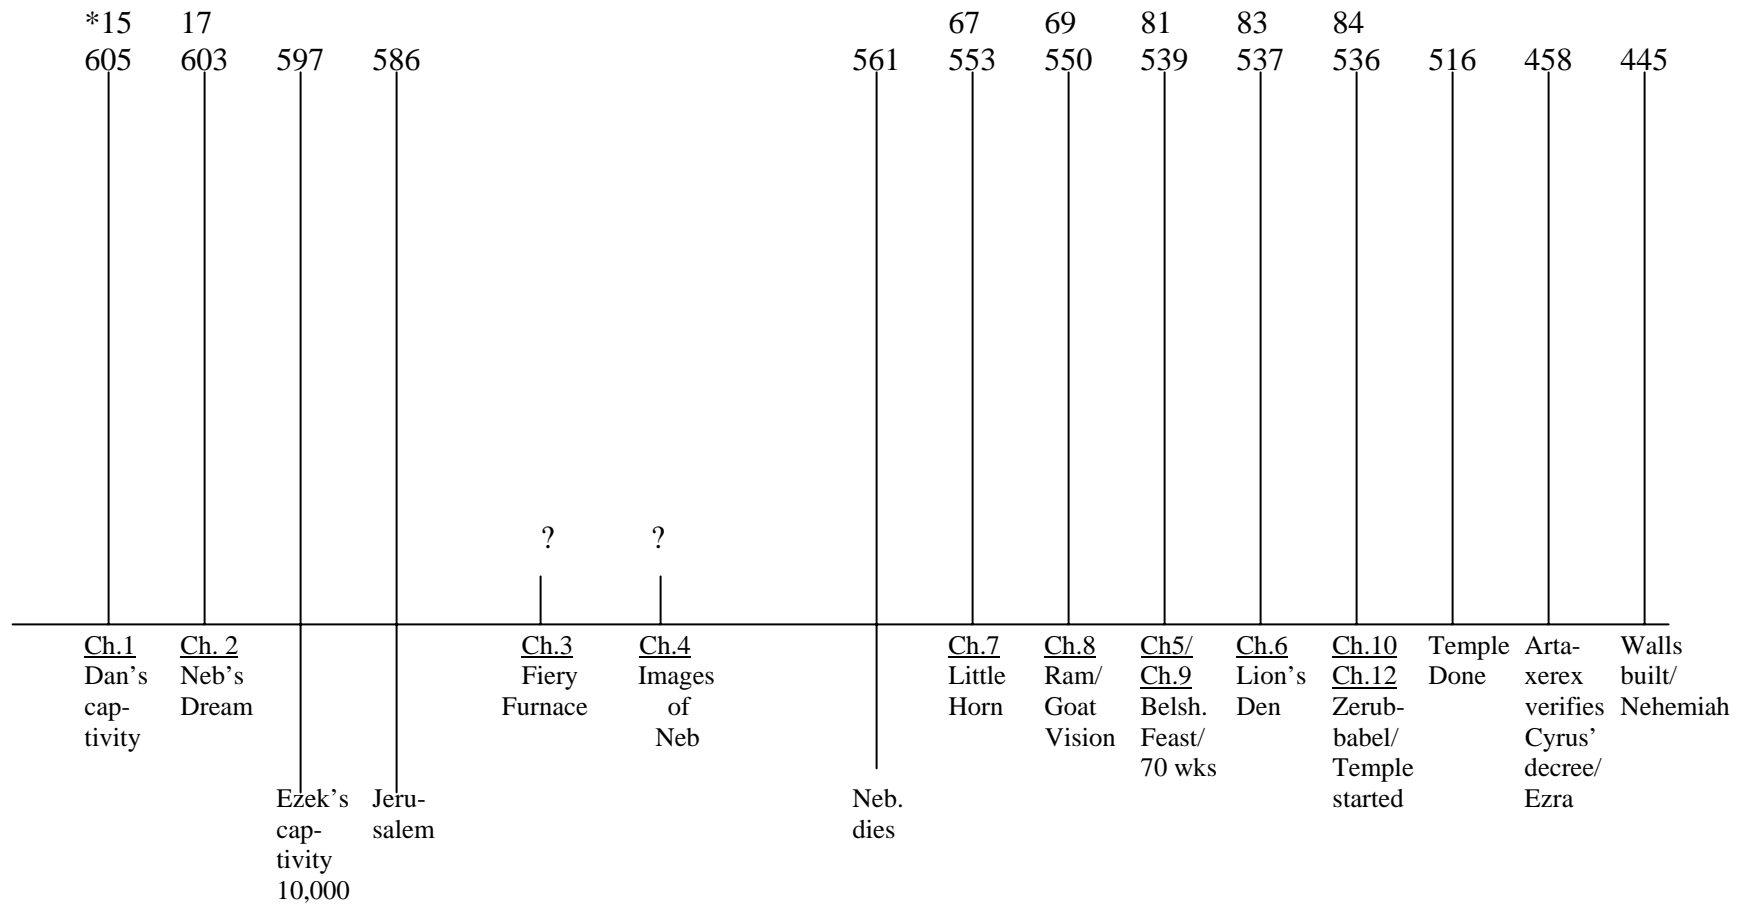 *15 17 67 69 81 83 84
605 603 597 586 561 553 550 539 537 536 516 458 445
? ?
Ch.1 Ch. 2 Ch.3 Ch.4 Ch.7 Ch.8 Ch5/ Ch.6 Ch.10 Temple Arta- Walls
Dan’s Neb’s Fiery Images Little Ram/ Ch.9 Lion’s Ch.12 Done xerex built/
cap- Dream Furnace of Horn Goat Belsh. Den Zerub- verifies Nehemiah
tivity Neb Vision Feast/ babel/ Cyrus’
70 wks Temple decree/
Ezek’s Jeru- Neb. started Ezra
cap- salem dies
tivity
10,000